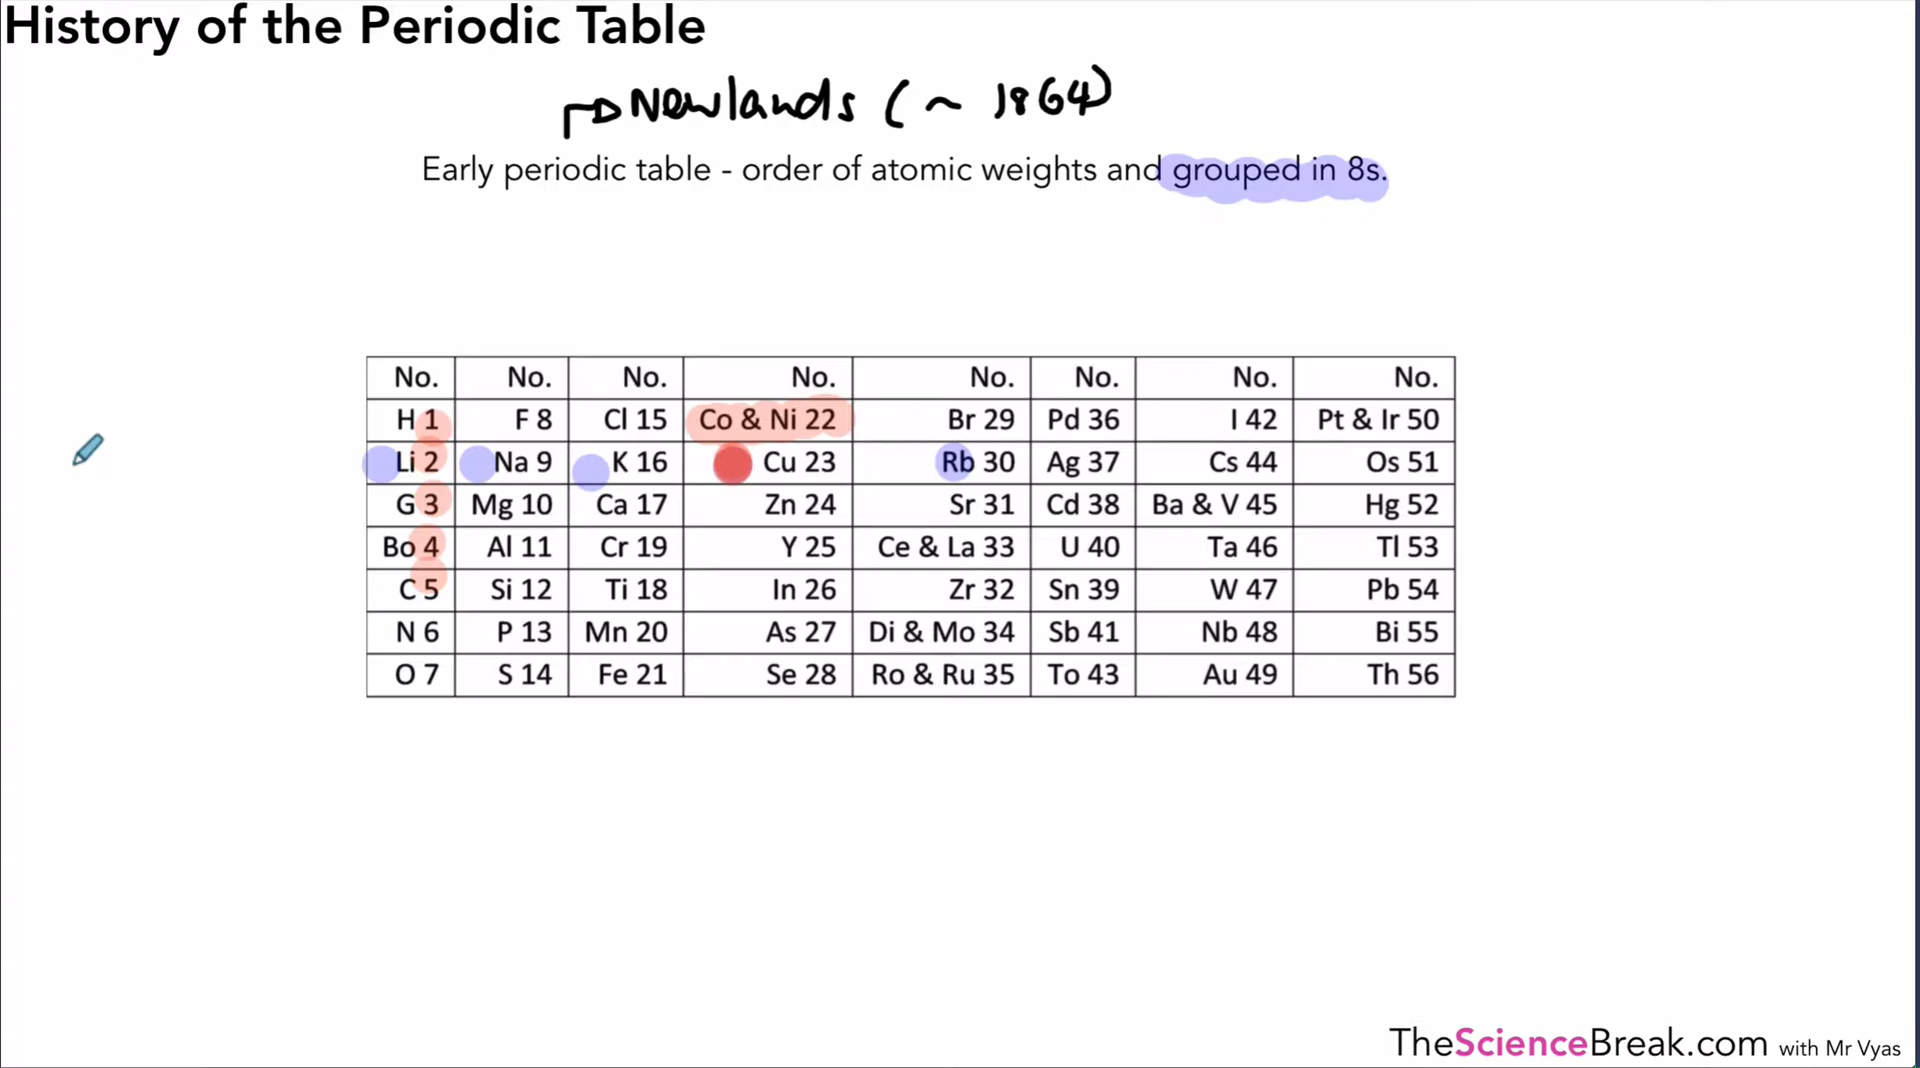 History of the Periodic Table
Newlands (~ 1864)
Early periodic table - order of atomic weights and grouped in 8s.
No. No. No. No. No. No. No. No.
H 1 F 8 Cl 15 Co & Ni 22 Br 29 Pd 36 I 42 Pt & Ir 50
Li 2 Na 9 K 16 Cu 23 Rb 30 Ag 37 Cs 44 Os 51
G 3 Mg 10 Ca 17 Zn 24 Sr 31 Cd 38 Ba & V 45 Hg 52
Bo 4 Al 11 Cr 19 Y 25 Ce & La 33 U 40 Ta 46 Tl 53
C 5 Si 12 Ti 18 In 26 Zr 32 Sn 39 W 47 Pb 54
N 6 P 13 Mn 20 As 27 Di & Mo 34 Sb 41 Nb 48 Bi 55
O 7 S 14 Fe 21 Se 28 Ro & Ru 35 To 43 Au 49 Th 56
TheScienceBreak.com with Mr Vyas